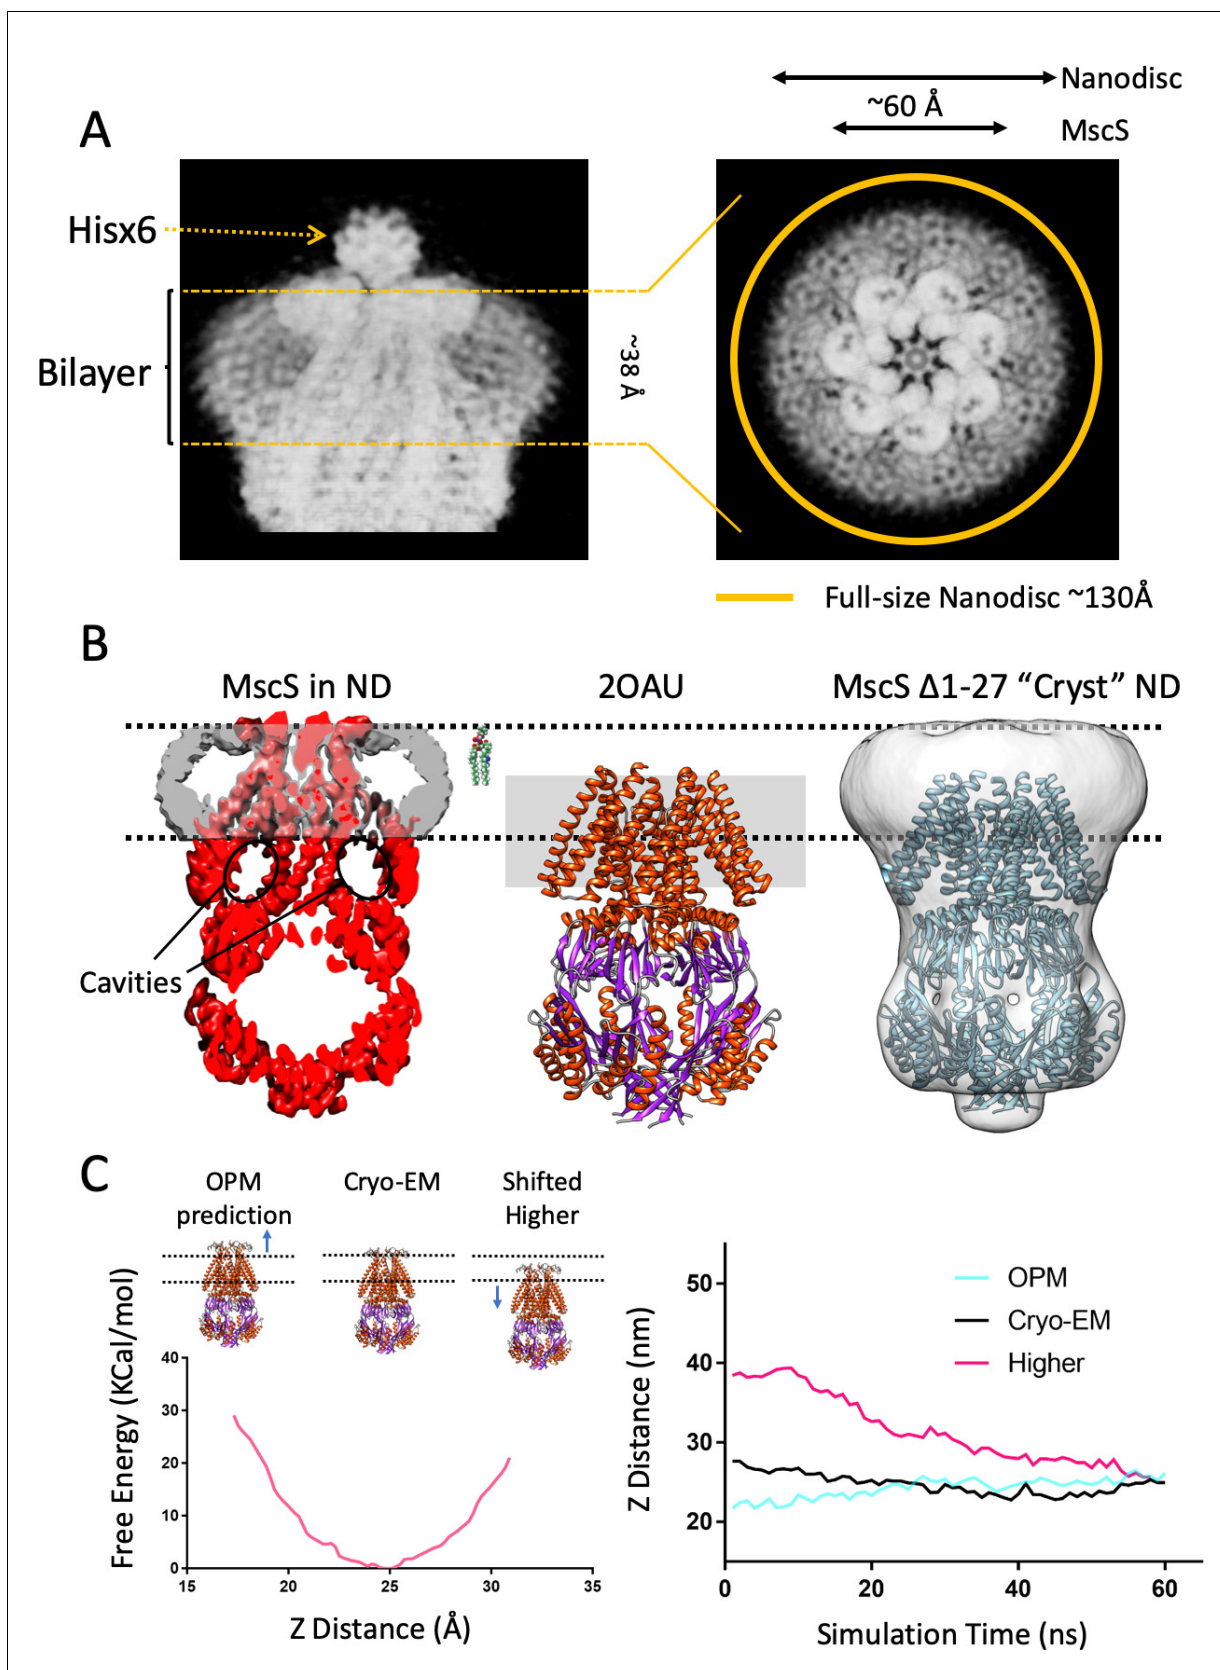 A
Nanodisc
~60 Å
MscS
Hisx6
Bilayer
~38 Å
Full-size Nanodisc ~130Å
B
MscS in ND
2OAU
MscS Δ1-27 “Cryst” ND
Cavities
C
OPM
prediction
Cryo-EM
Shifted
Higher
Free Energy (KCal/mol)
40
30
20
10
0
15
20
25
30
35
Z Distance (Å)
Z Distance (nm)
50
40
30
20
OPM
Cryo-EM
Higher
0
20
40
60
Simulation Time (ns)